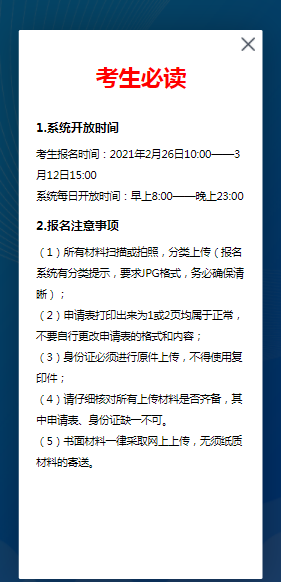 考生必读
1.系统开放时间
考生报名时间：2021年2月26日10:00——3
月12日15:00
系统每日开放时间：早上8:00——晚上23:00
2.报名注意事项
（1）所有材料扫描或拍照，分类上传（报名
系统有分类提示，要求JPG格式，务必确保清
晰）；
（2）申请表打印出来为1或2页均属于正常，
不要自行更改申请表的格式和内容；
（3）身份证必须进行原件上传，不得使用复
印件；
（4）请仔细核对所有上传材料是否齐备，其
中申请表、身份证缺一不可。
（5）书面材料一律采取网上上传，无须纸质
材料的寄送。